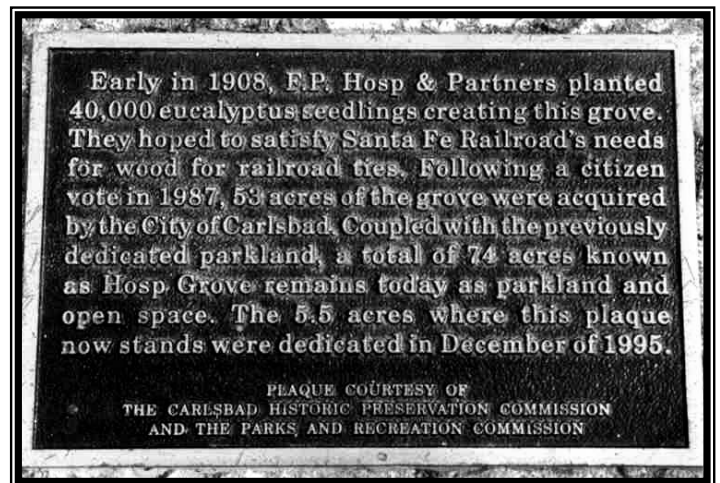 Early in 1908, F.P. Hosp & Partners planted
40,000 eucalyptus seedlings creating this grove.
They hoped to satisfy Santa Fe Railroad's needs
for wood for railroad ties. Following a citizen
vote in 1987, 53 acres of the grove were acquired
by the City of Carlsbad. Coupled with the previously
dedicated parkland, a total of 74 acres known
as Hosp Grove remains today as parkland and
open space. The 5.5 acres where this plaque
now stands were dedicated in December of 1995.
PLAQUE COURTESY OF
THE CARLSBAD HISTORIC PRESERVATION COMMISSION
AND THE PARKS AND RECREATION COMMISSION